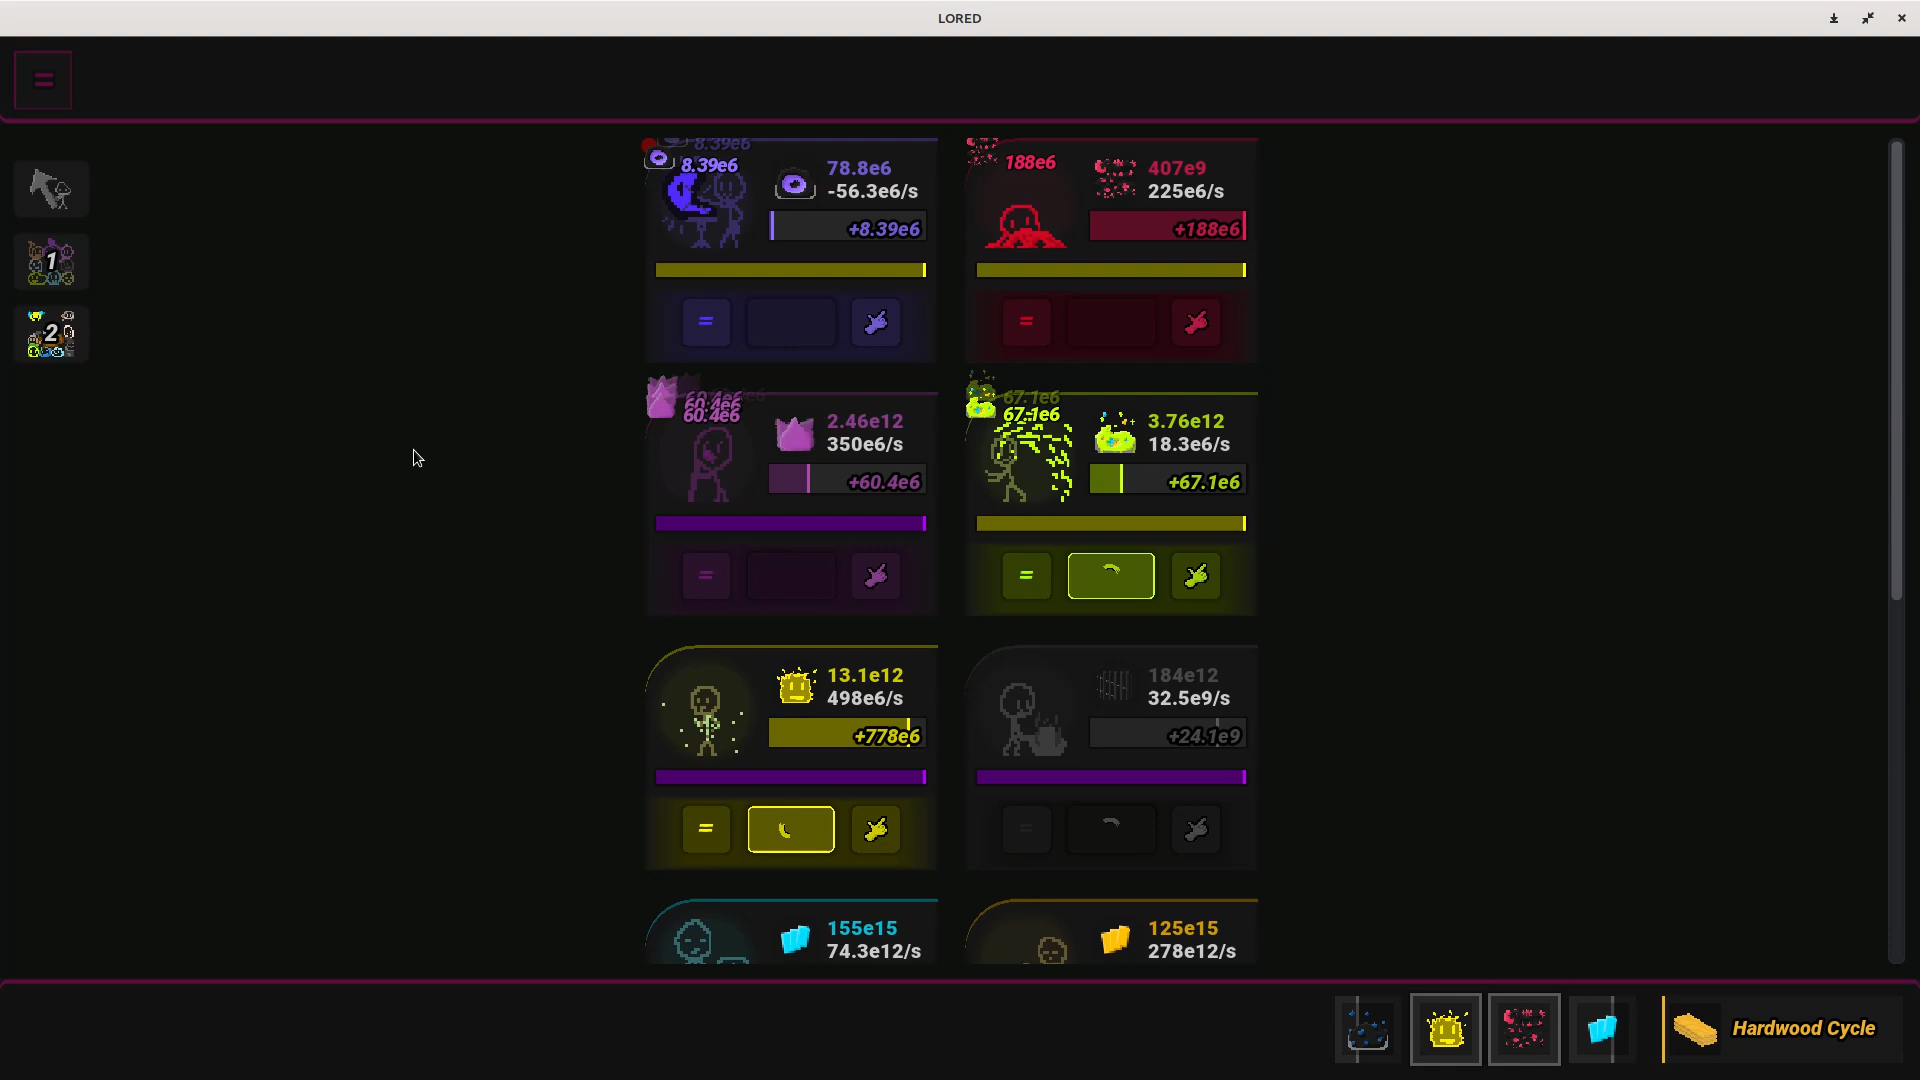 LORED
=
1
2
8.39e6
8.39e6
78.8e6
-56.3e6/s
+8.39e6
=
188e6
407e9
225e6/s
+188e6
=
60.4e6
60.4e6
2.46e12
350e6/s
+60.4e6
=
67.1e6
67.1e6
3.76e12
18.3e6/s
+67.1e6
=
13.1e12
498e6/s
+778e6
=
184e12
32.5e9/s
+24.1e9
=
155e15
74.3e12/s
125e15
278e12/s
Hardwood Cycle